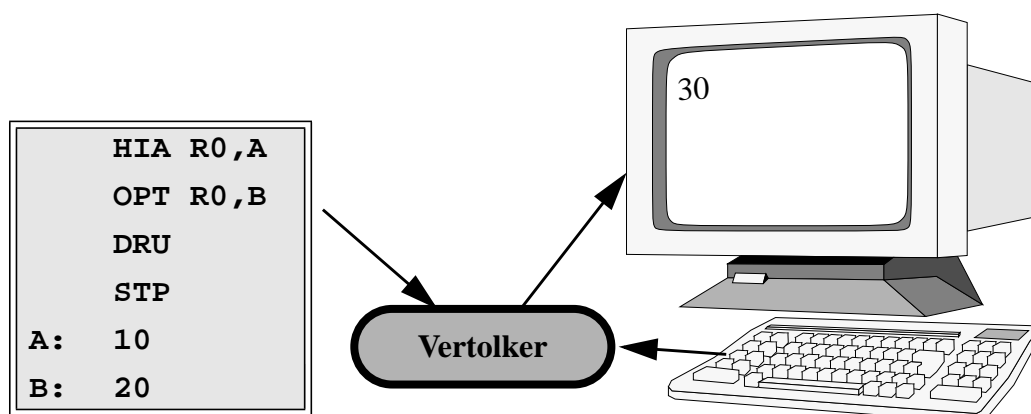 HIA R0,A
OPT R0,B
DRU
STP
A: 10
B: 20
Vertolker
30